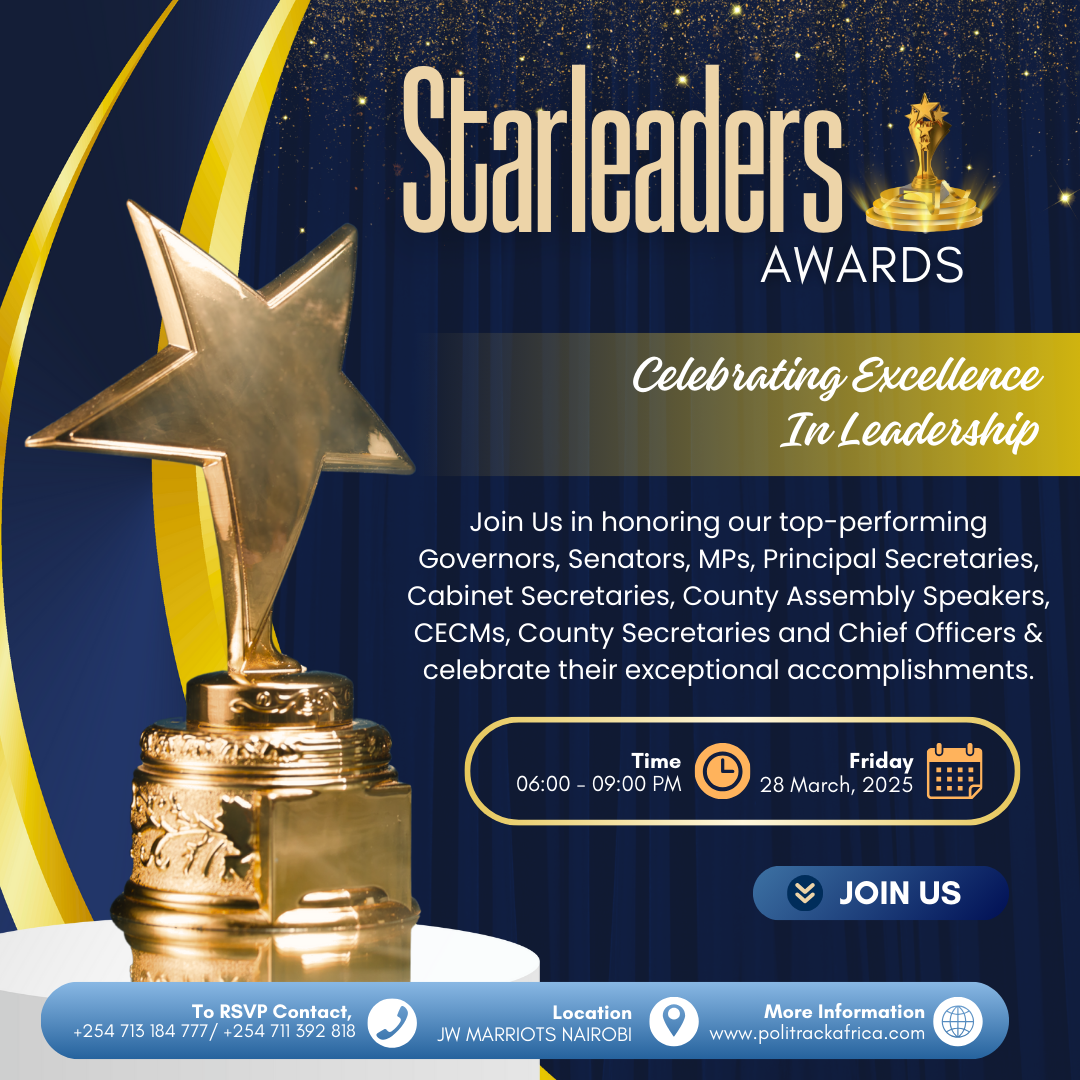 Starleaders
AWARDS
Celebrating Excellence
In Leadership
Join Us in honoring our top-performing
Governors, Senators, MPs, Principal Secretaries,
Cabinet Secretaries, County Assembly Speakers,
CECMs, County Secretaries and Chief Officers &
celebrate their exceptional accomplishments.
Time
06:00 - 09:00 PM
Friday
28 March, 2025
JOIN US
To RSVP Contact,
+254 713 184 777/ +254 711 392 818
Location
JW MARRIOTS NAIROBI
More Information
www.politrackafrica.com